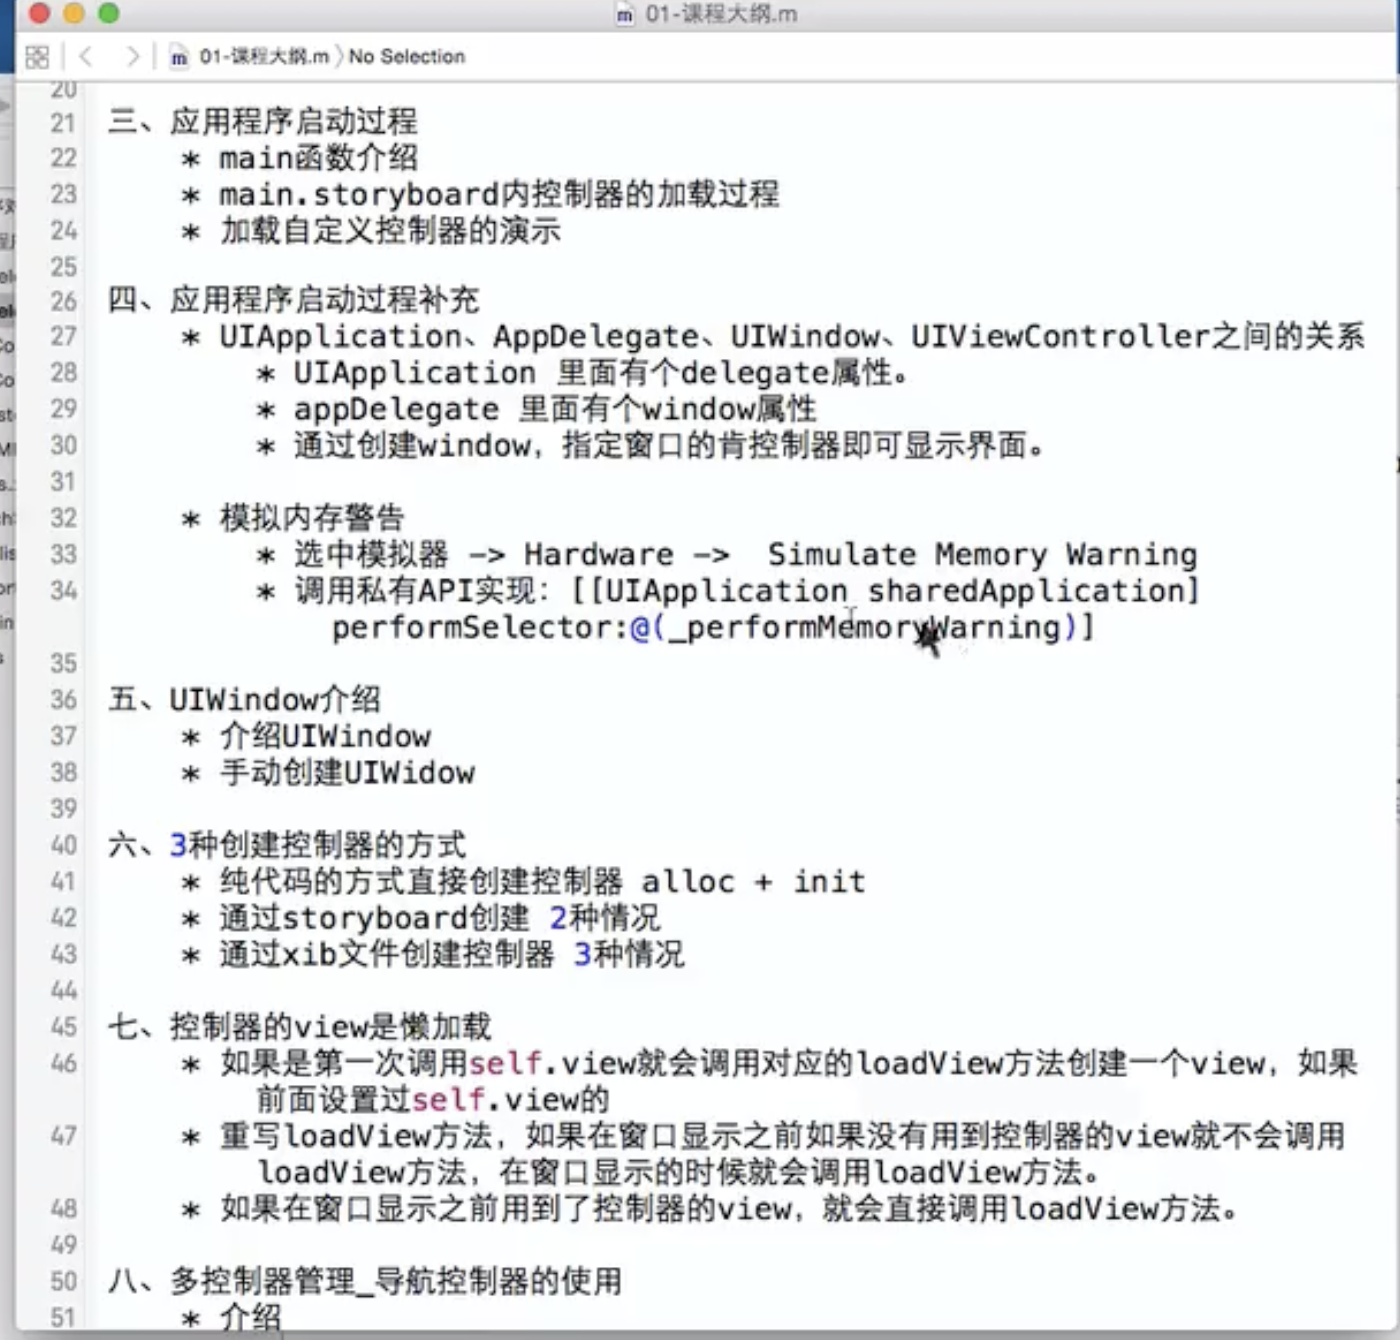 01-课程大纲.m
01-课程大纲.m 〉No Selection
20
21 三、应用程序启动过程
22 * main函数介绍
23 * main.storyboard内控制器的加载过程
24 * 加载自定义控制器的演示
25
26 四、应用程序启动过程补充
27 * UIApplication、AppDelegate、UIWindow、UIViewController之间的关系
28 * UIApplication 里面有个delegate属性。
29 * appDelegate 里面有个window属性
30 * 通过创建window，指定窗口的肯控制器即可显示界面。
31
32 * 模拟内存警告
33 * 选中模拟器 -> Hardware -> Simulate Memory Warning
34 * 调用私有API实现：[[UIApplication sharedApplication]
performSelector:@(_performMemoryWarning)]
35
36 五、UIWindow介绍
37 * 介绍UIWindow
38 * 手动创建UIWidow
39
40 六、3种创建控制器的方式
41 * 纯代码的方式直接创建控制器 alloc + init
42 * 通过storyboard创建 2种情况
43 * 通过xib文件创建控制器 3种情况
44
45 七、控制器的view是懒加载
46 * 如果是第一次调用self.view就会调用对应的loadView方法创建一个view，如果
前面设置过self.view的
47 * 重写loadView方法，如果在窗口显示之前如果没有用到控制器的view就不会调用
loadView方法，在窗口显示的时候就会调用loadView方法。
48 * 如果在窗口显示之前用到了控制器的view，就会直接调用loadView方法。
49
50 八、多控制器管理_导航控制器的使用
51 * 介绍